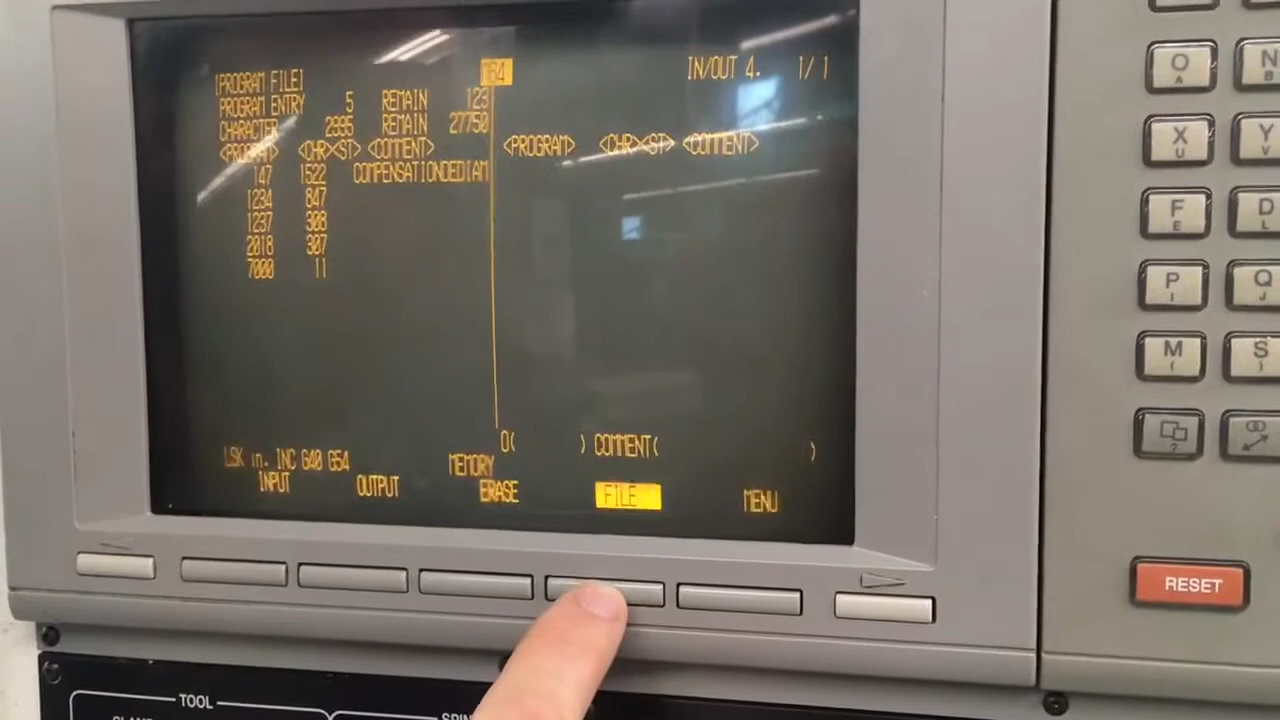 [PROGRAM FILE] M64 IN/OUT 4. 1/ 1
PROGRAM ENTRY 5 REMAIN 123
CHARACTER 2995 REMAIN 27750
<PROGRAM> <CHR><ST> <COMMENT> <PROGRAM> <CHR><ST> <COMMENT>
147 1522 COMPENSATIONDEDIAM
1234 847
1237 308
2018 307
7000 11
O( ) COMMENT( )
LSK in. INC G40 G54
MEMORY
INPUT OUTPUT ERASE FILE MENU
O A
N B
X U
Y V
F E
D L
P I
Q J
M (
S )
?
RESET
TOOL